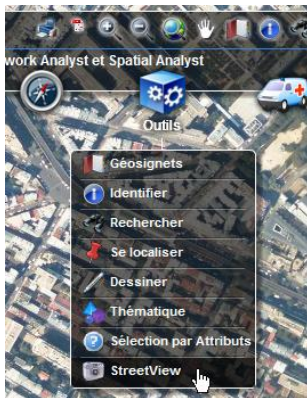 work Analyst et Spatial Analyst
Outils
Géosignets
Identifier
Rechercher
Se localiser
Dessiner
Thématique
Sélection par Attributs
StreetView